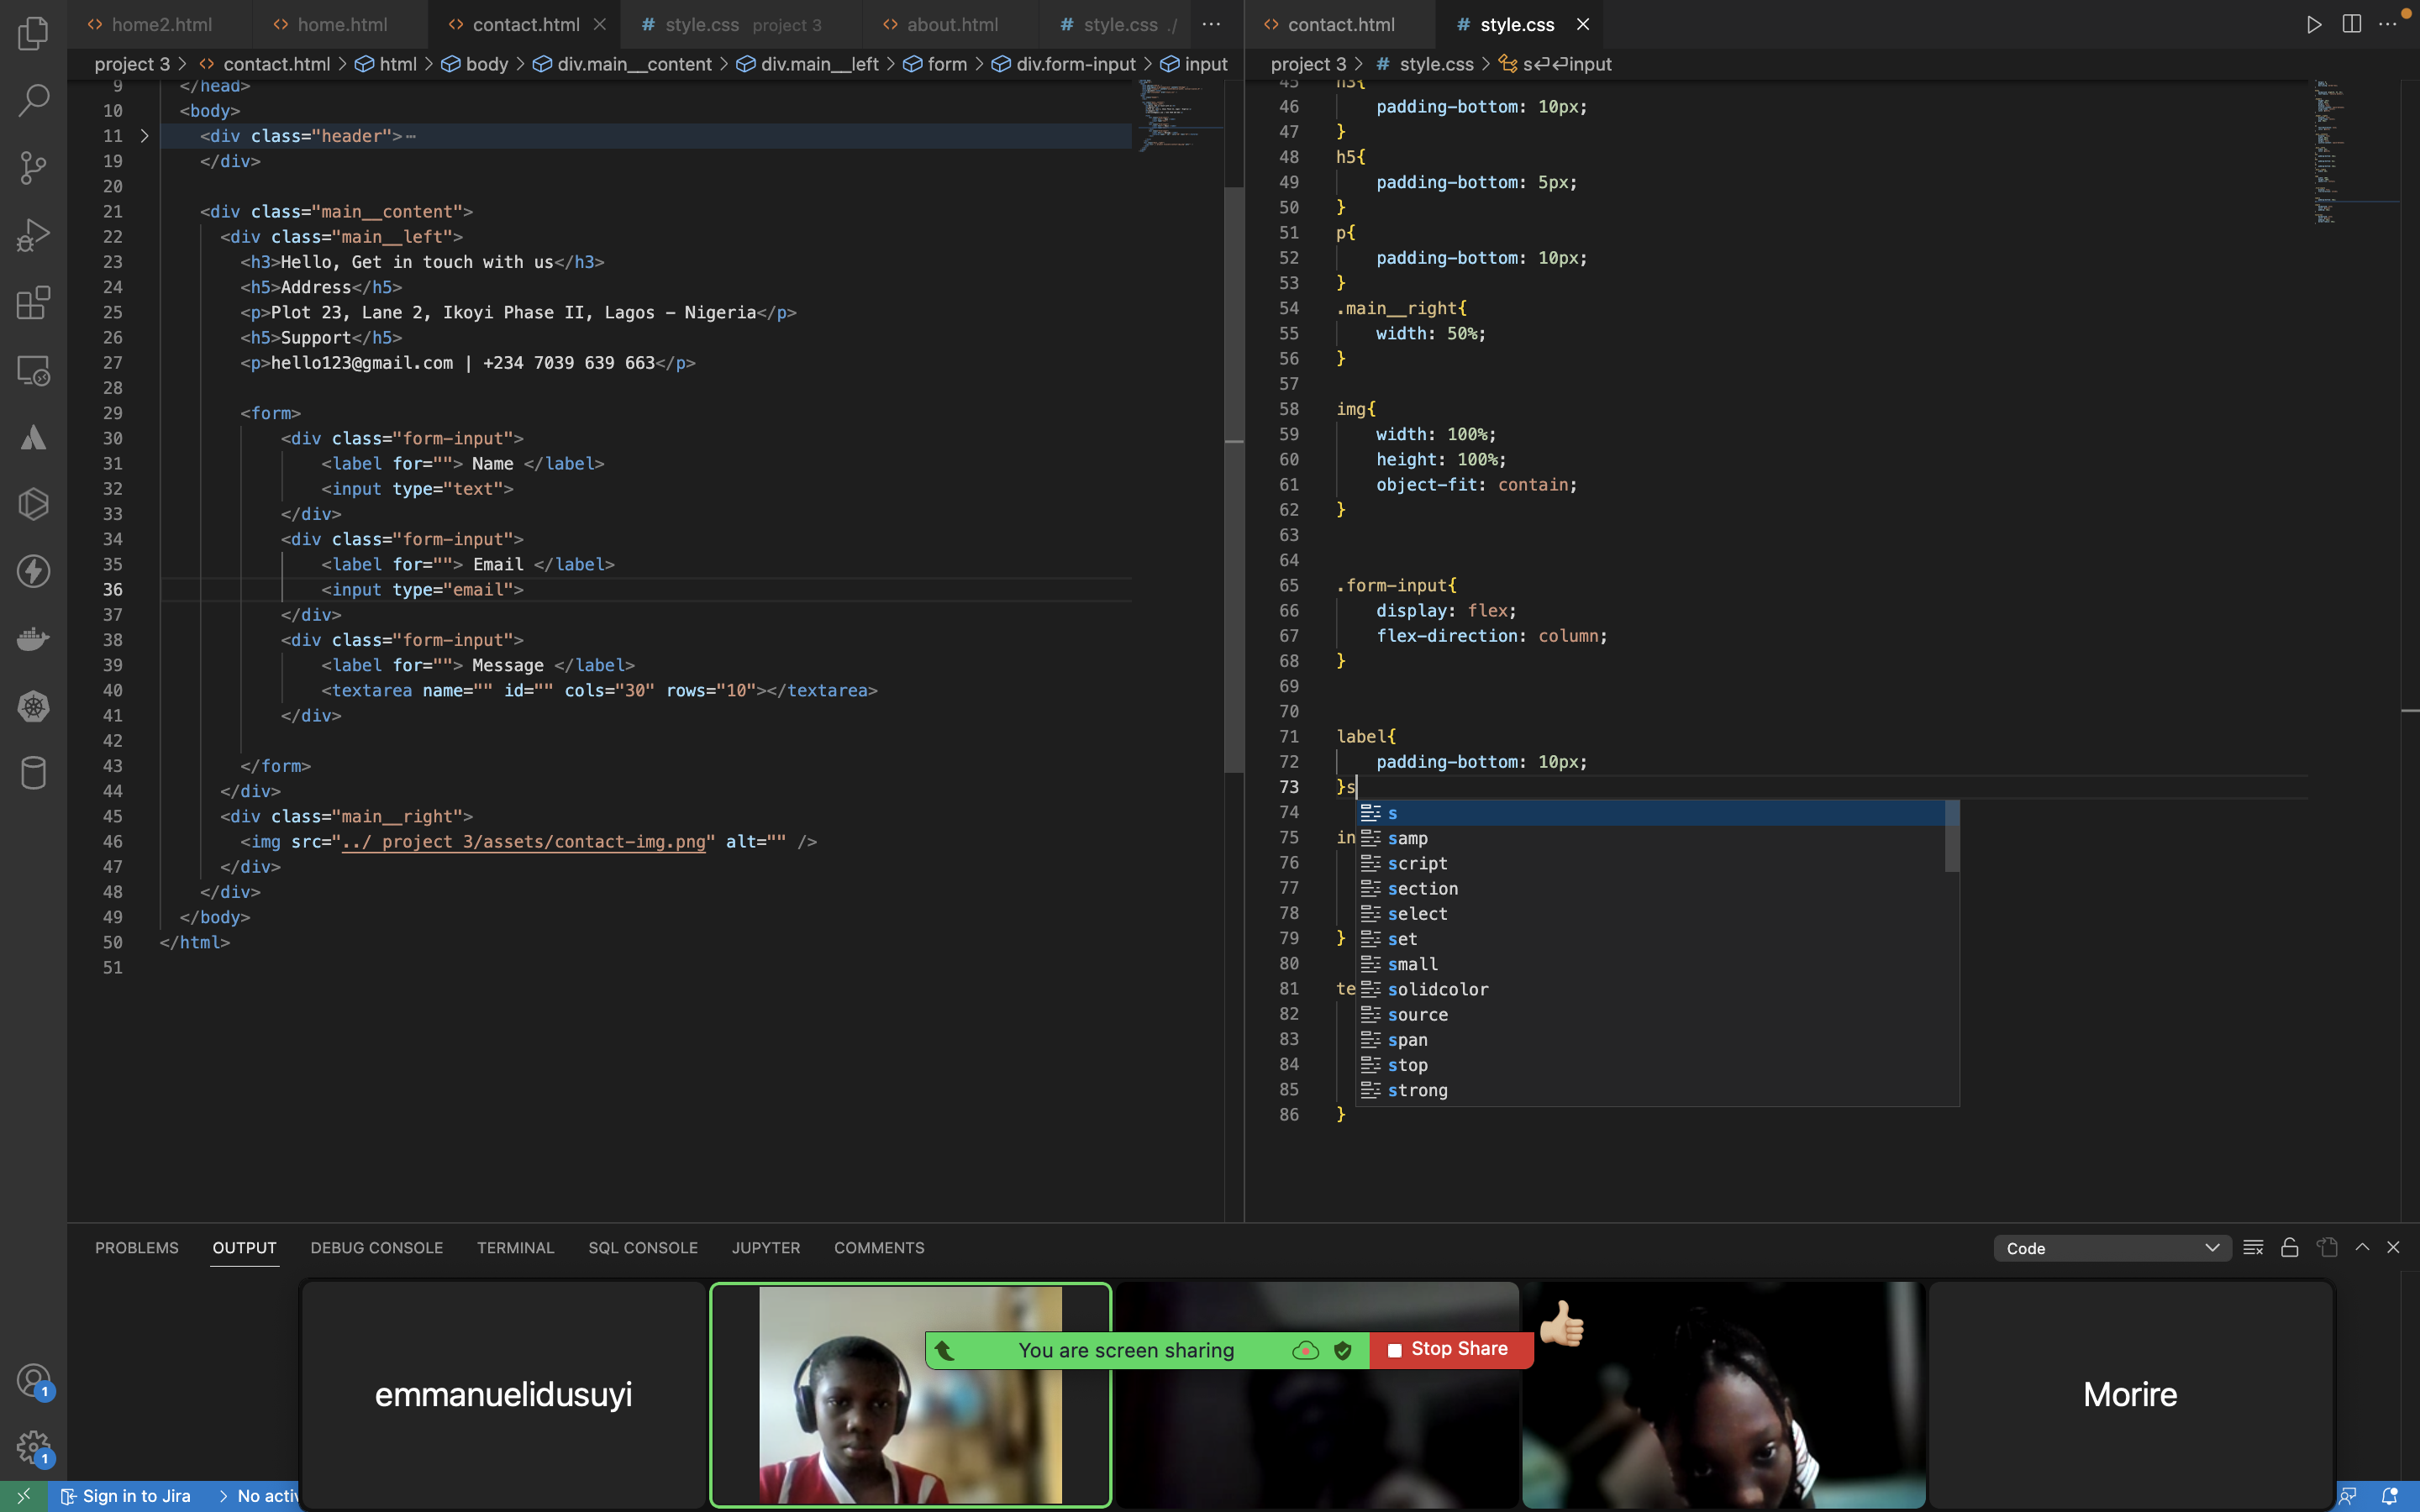 home2.html home.html contact.html style.css project 3 about.html style.css ./ ...
project 3 > contact.html > html > body > div.main__content > div.main__left > form > div.form-input > input
9 </head>
10 <body>
11 <div class="header">
19 </div>
20
21 <div class="main__content">
22 <div class="main__left">
23 <h3>Hello, Get in touch with us</h3>
24 <h5>Address</h5>
25 <p>Plot 23, Lane 2, Ikoyi Phase II, Lagos - Nigeria</p>
26 <h5>Support</h5>
27 <p>hello123@gmail.com | +234 7039 639 663</p>
28
29 <form>
30 <div class="form-input">
31 <label for=""> Name </label>
32 <input type="text">
33 </div>
34 <div class="form-input">
35 <label for=""> Email </label>
36 <input type="email">
37 </div>
38 <div class="form-input">
39 <label for=""> Message </label>
40 <textarea name="" id="" cols="30" rows="10"></textarea>
41 </div>
42
43 </form>
44 </div>
45 <div class="main__right">
46 <img src="../ project 3/assets/contact-img.png" alt="" />
47 </div>
48 </div>
49 </body>
50 </html>
51
contact.html style.css
project 3 > # style.css > s↵↵input
45 h3{
46 padding-bottom: 10px;
47 }
48 h5{
49 padding-bottom: 5px;
50 }
51 p{
52 padding-bottom: 10px;
53 }
54 .main__right{
55 width: 50%;
56 }
57
58 img{
59 width: 100%;
60 height: 100%;
61 object-fit: contain;
62 }
63
64
65 .form-input{
66 display: flex;
67 flex-direction: column;
68 }
69
70
71 label{
72 padding-bottom: 10px;
73 }s
74 s
samp
75 in
76 script
77 section
78 select
79 } set
80 small
81 te solidcolor
82 source
83 span
84 stop
85 strong
86 }
PROBLEMS OUTPUT DEBUG CONSOLE TERMINAL SQL CONSOLE JUPYTER COMMENTS
Code
You are screen sharing Stop Share
emmanuelidusuyi
Morire
1
1
Sign in to Jira > No activ